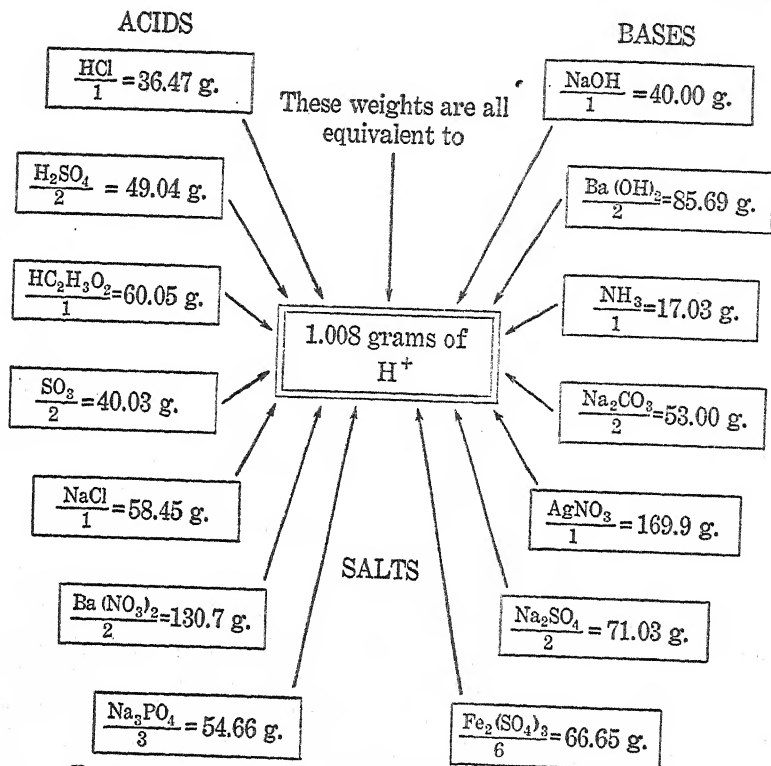 ACIDS
BASES
HCl/1 = 36.47 g.
These weights are all
equivalent to
NaOH/1 = 40.00 g.
H₂SO₄/2 = 49.04 g.
Ba(OH)₂/2 = 85.69 g.
HC₂H₃O₂/1 = 60.05 g.
NH₃/1 = 17.03 g.
1.008 grams of
H⁺
SO₃/2 = 40.03 g.
Na₂CO₃/2 = 53.00 g.
NaCl/1 = 58.45 g.
AgNO₃/1 = 169.9 g.
SALTS
Ba(NO₃)₂/2 = 130.7 g.
Na₂SO₄/2 = 71.03 g.
Na₃PO₄/3 = 54.66 g.
Fe₂(SO₄)₃/6 = 66.65 g.